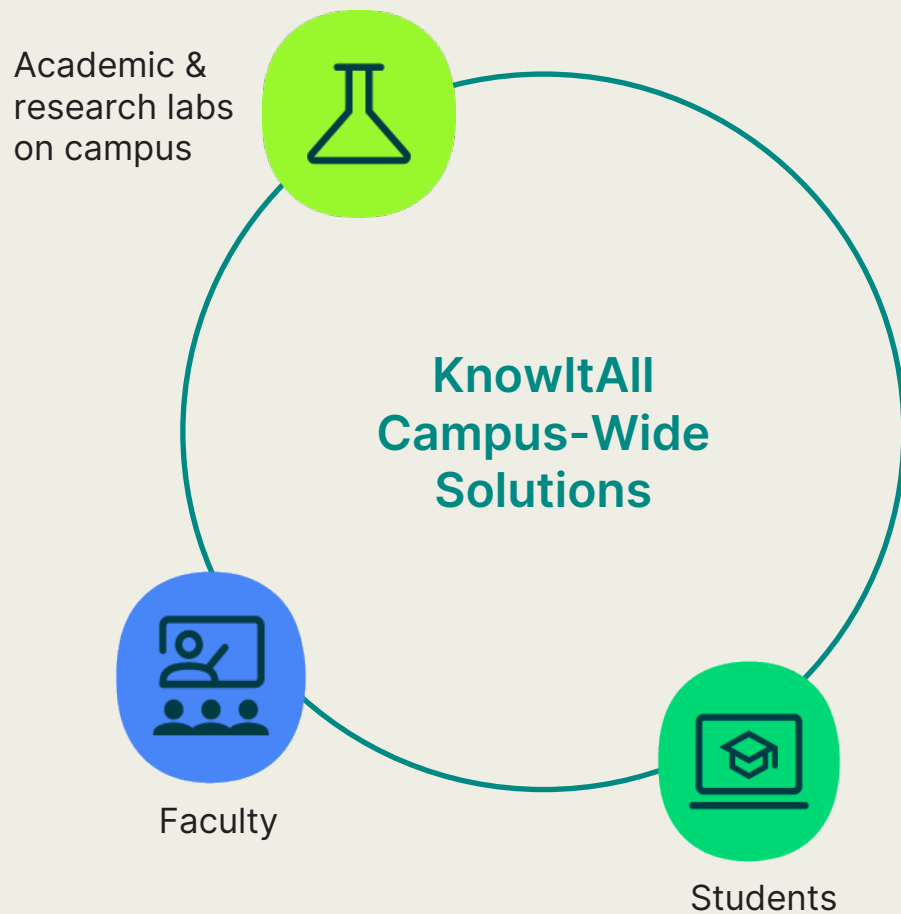 Academic &
research labs
on campus
KnowItAll
Campus-Wide
Solutions
Faculty
Students